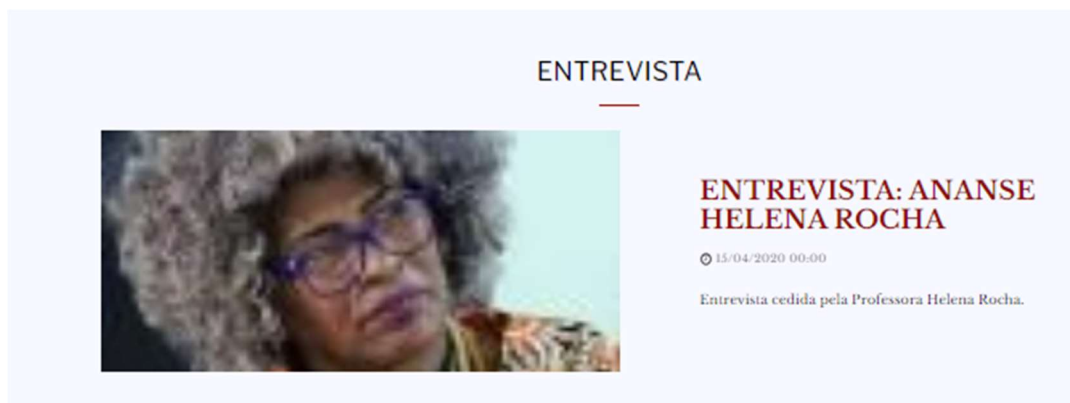 ENTREVISTA
ENTREVISTA: ANANSE
HELENA ROCHA
15/04/2020 00:00
Entrevista cedida pela Professora Helena Rocha.